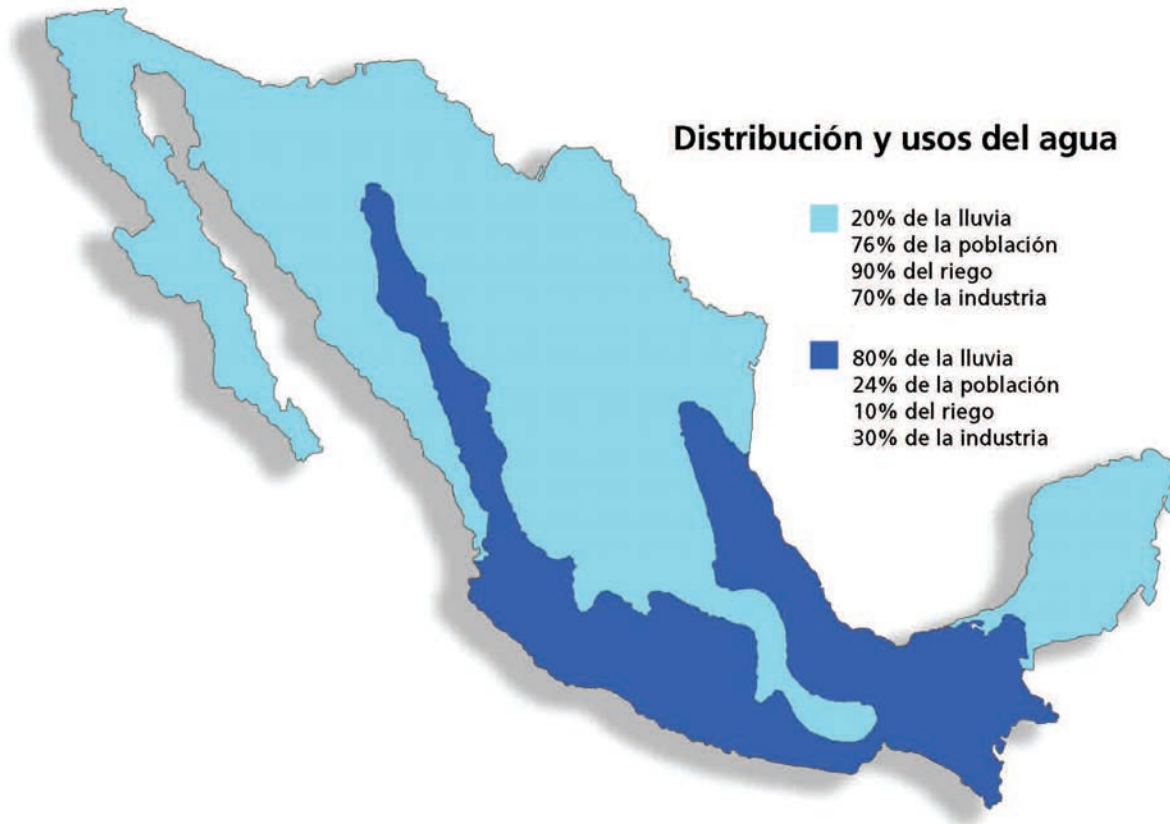 Distribución y usos del agua
20% de la lluvia
76% de la población
90% del riego
70% de la industria
80% de la lluvia
24% de la población
10% del riego
30% de la industria